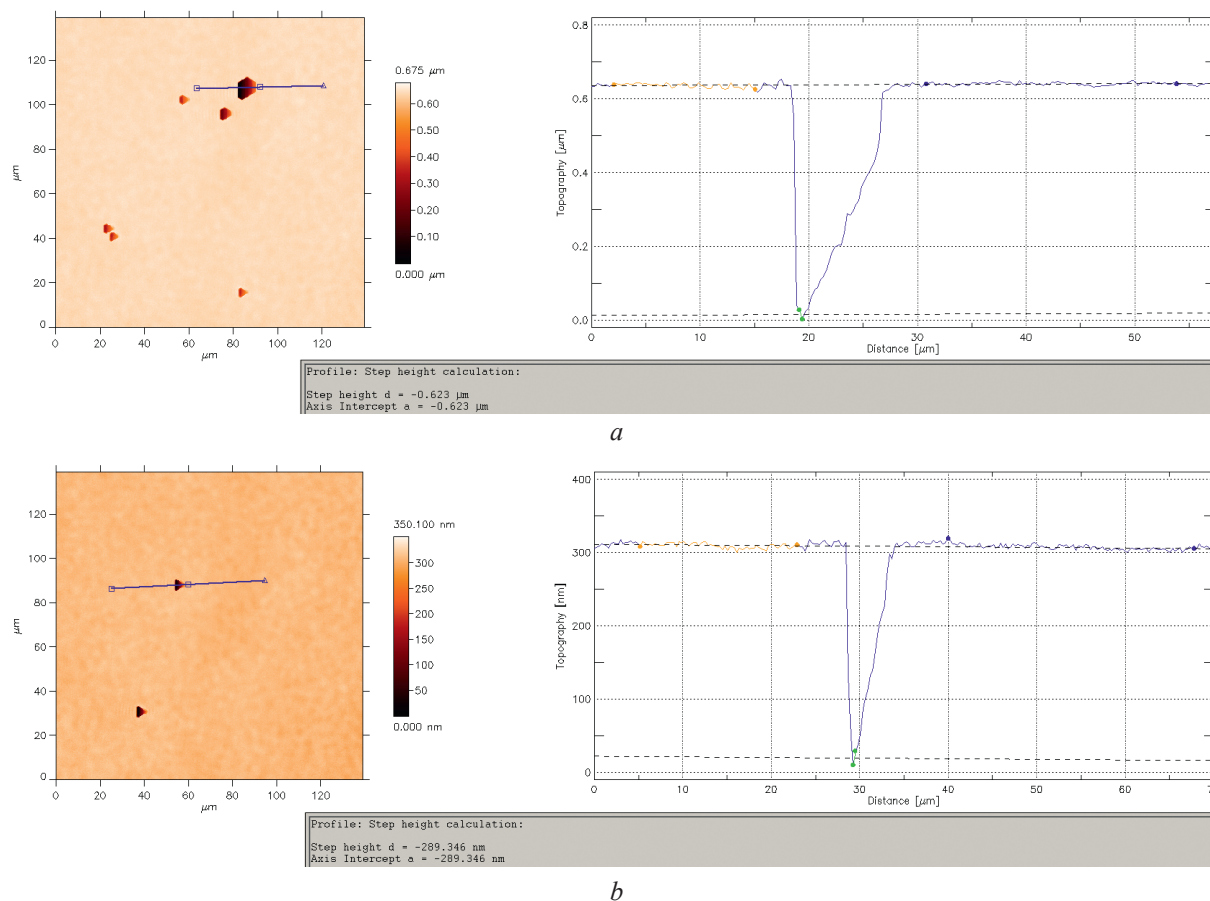 140
120
100
80
60
40
20
0
μm
0 20 40 60 80 100 120
μm
0.675 μm
0.60
0.50
0.40
0.30
0.20
0.10
0.000 μm
0.8
0.6
0.4
0.2
0.0
Topography [μm]
0 10 20 30 40 50
Distance [μm]
Profile: Step height calculation:
Step height d = -0.623 μm
Axis Intercept a = -0.623 μm
a
120
100
80
60
40
20
0
μm
0 20 40 60 80 100 120
μm
350.100 nm
300
250
200
150
100
50
0.000 nm
400
300
200
100
0
Topography [nm]
0 10 20 30 40 50 60
Distance [μm]
Profile: Step height calculation:
Step height d = -289.346 nm
Axis Intercept a = -289.346 nm
b